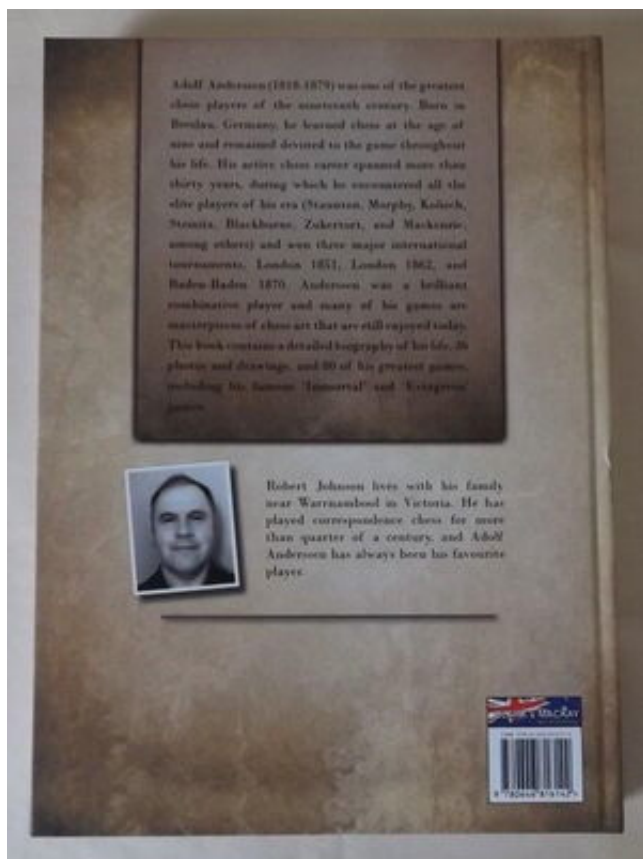 Adolf Anderssen (1818-1879) was one of the greatest
chess players of the nineteenth century. Born in
Breslau, Germany, he learned chess at the age of
nine and remained devoted to the game throughout
his life. His active chess career spanned more than
thirty years, during which he encountered all the
elite players of his era (Staunton, Morphy, Kolisch,
Steinitz, Blackburne, Zukertort, and Mackenzie,
among others) and won three major international
tournaments, London 1851, London 1862, and
Baden-Baden 1870. Anderssen was a brilliant
combinative player and many of his games are
masterpieces of chess art that are still enjoyed today.
This book contains a detailed biography of his life,
photos and drawings, and 80 of his greatest games,
including his famous 'Immortal' and 'Evergreen'
games.
Robert Johnson lives with his family
near Warrnambool in Victoria. He has
played correspondence chess for more
than quarter of a century, and Adolf
Anderssen has always been his favourite
player.
MACKAY